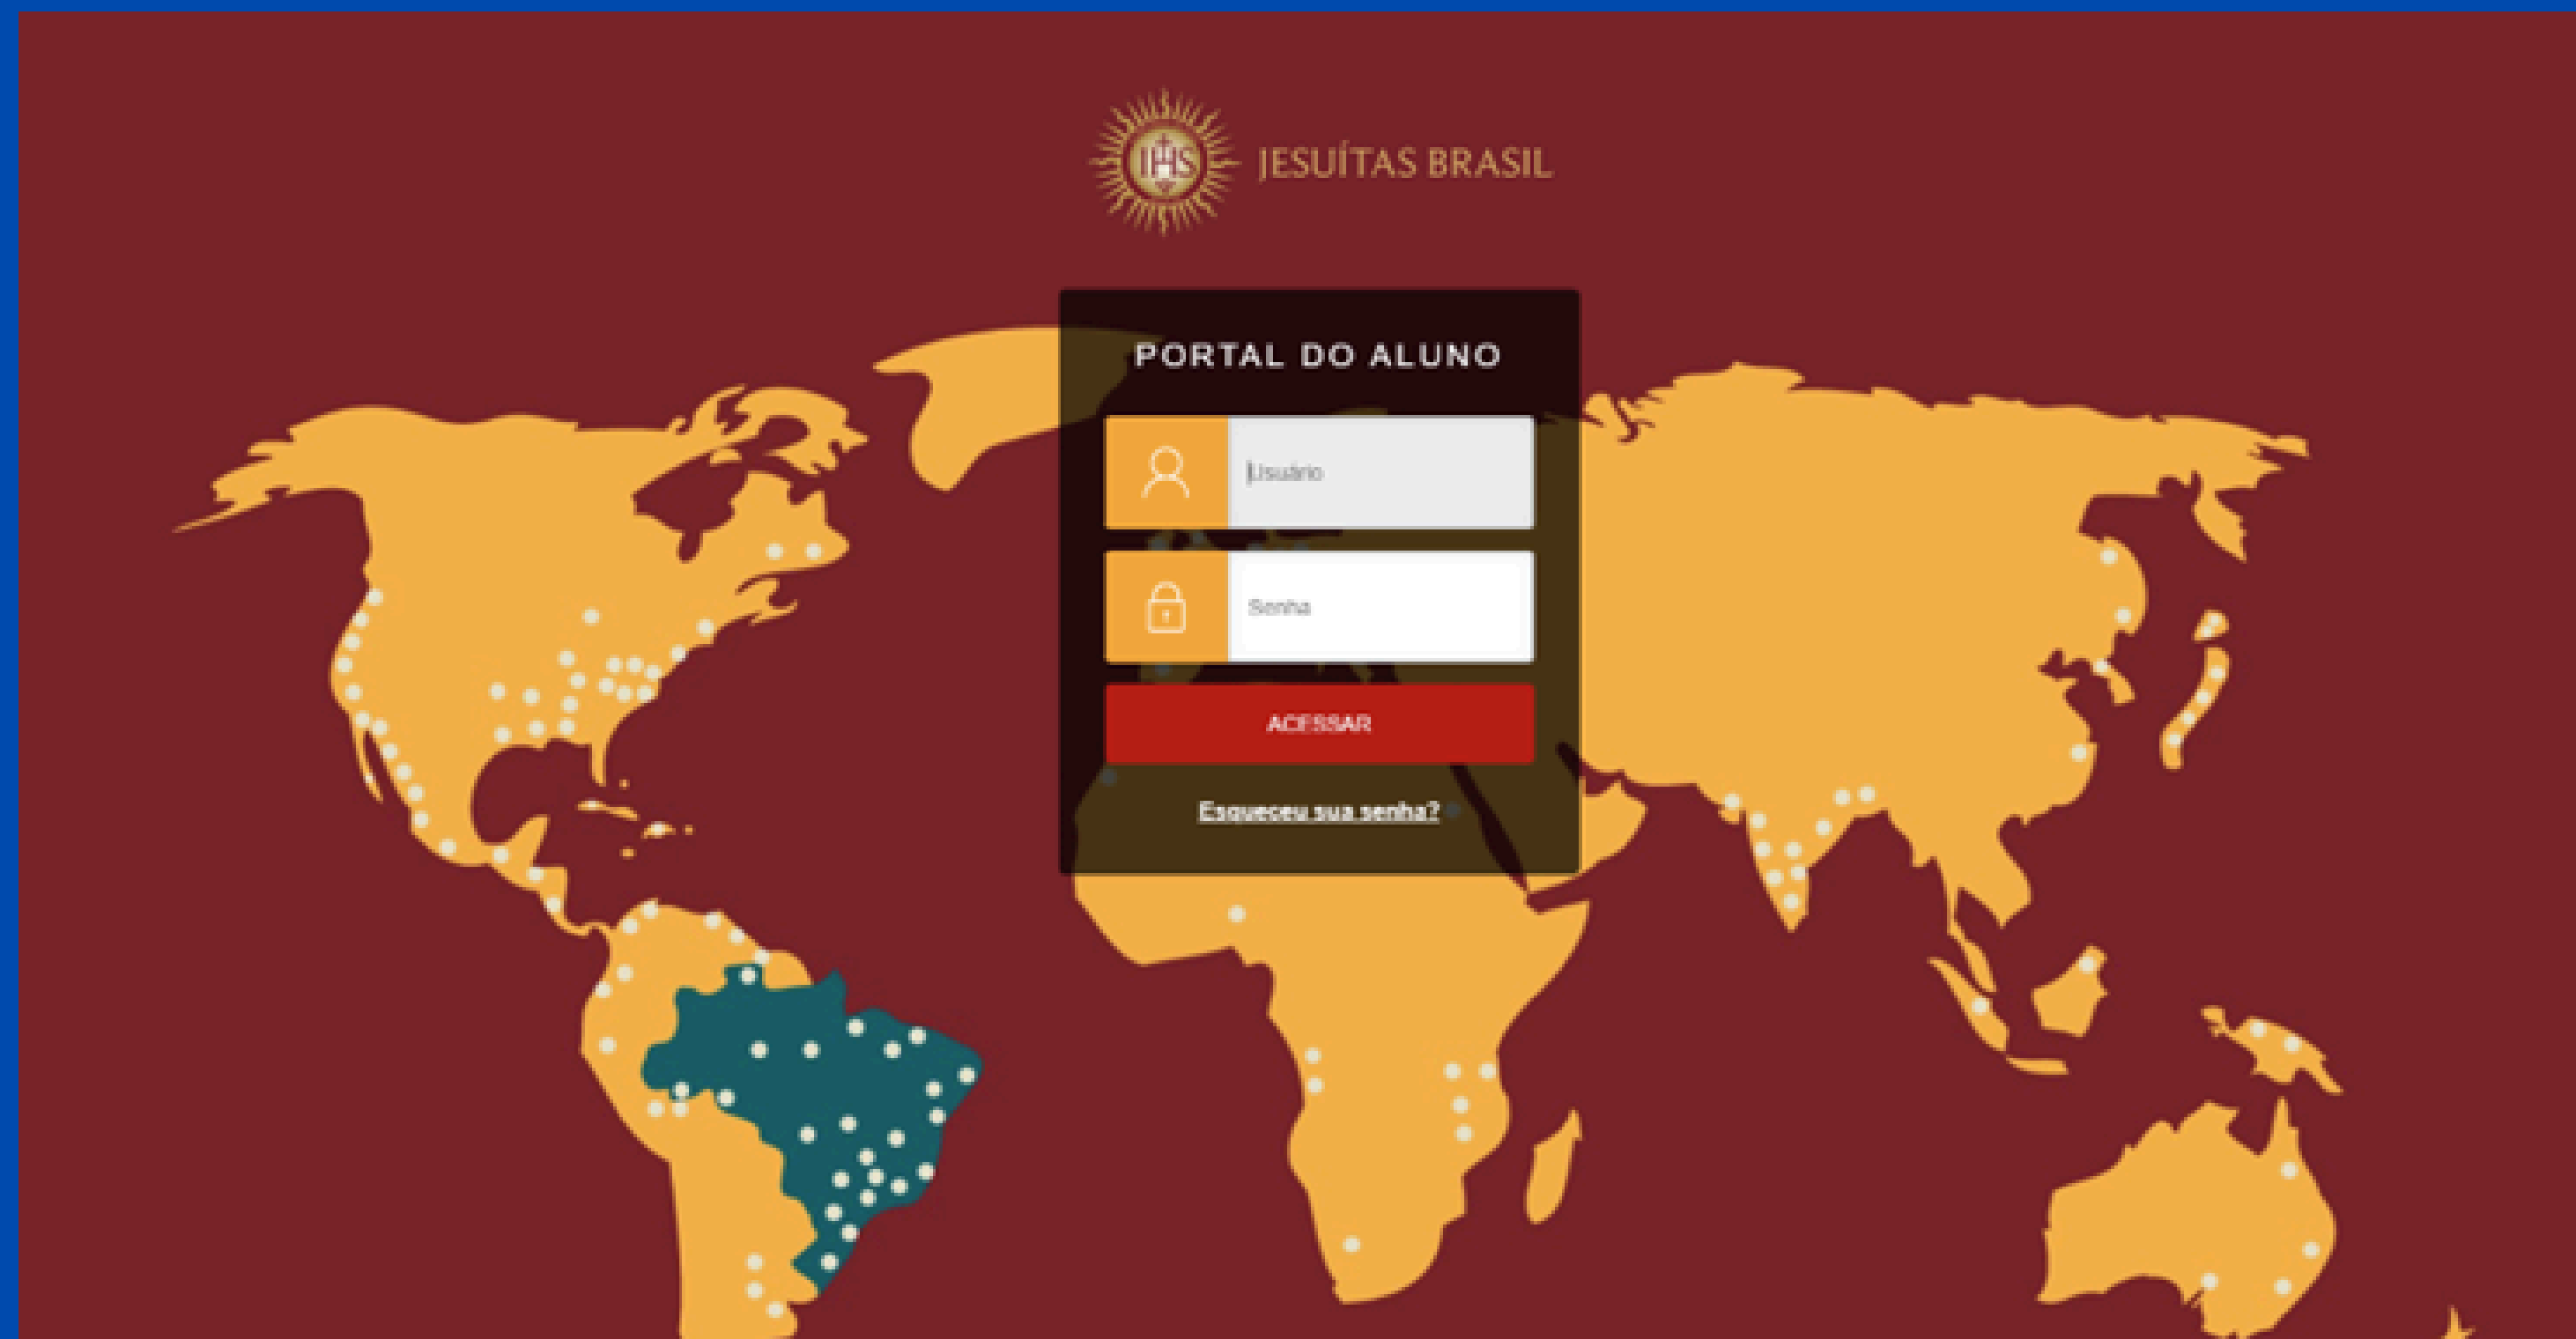 IHS
JESUÍTAS BRASIL
PORTAL DO ALUNO
Usuário
Senha
ACESSAR
Esqueceu sua senha?